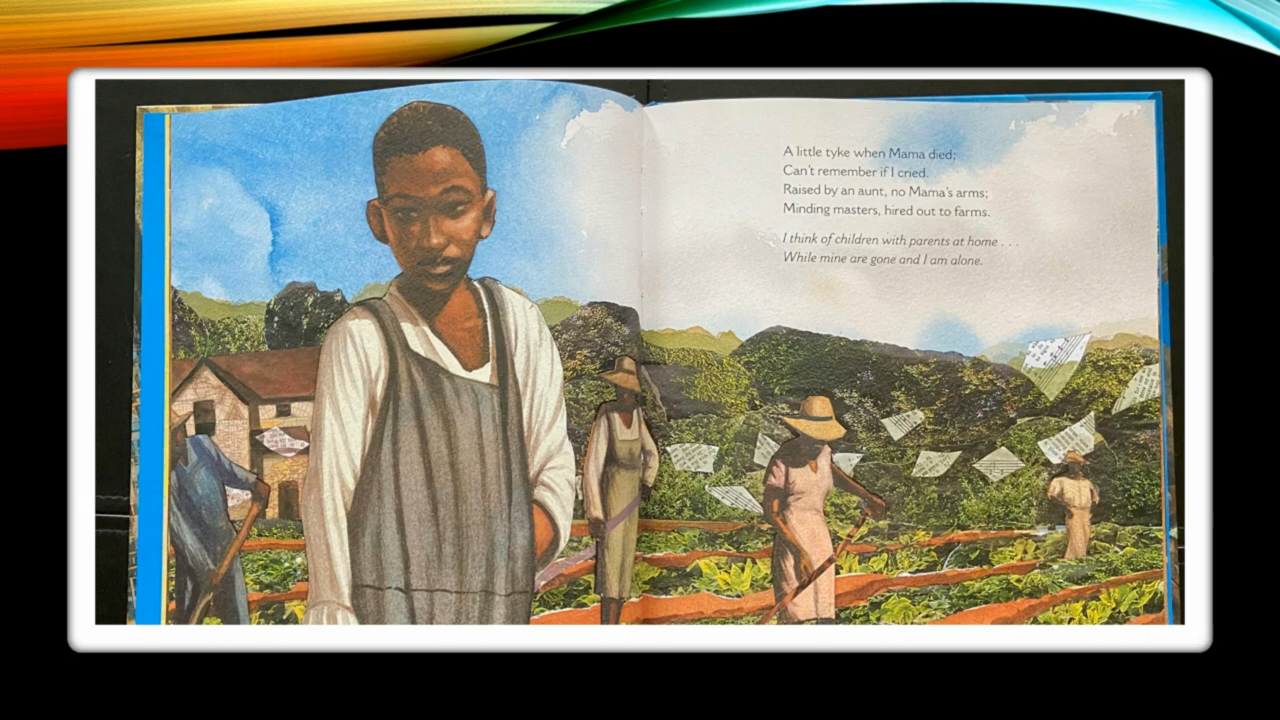 A little tyke when Mama died;
Can't remember if I cried.
Raised by an aunt, no Mama's arms;
Minding masters, hired out to farms.
I think of children with parents at home . . .
While mine are gone and I am alone.